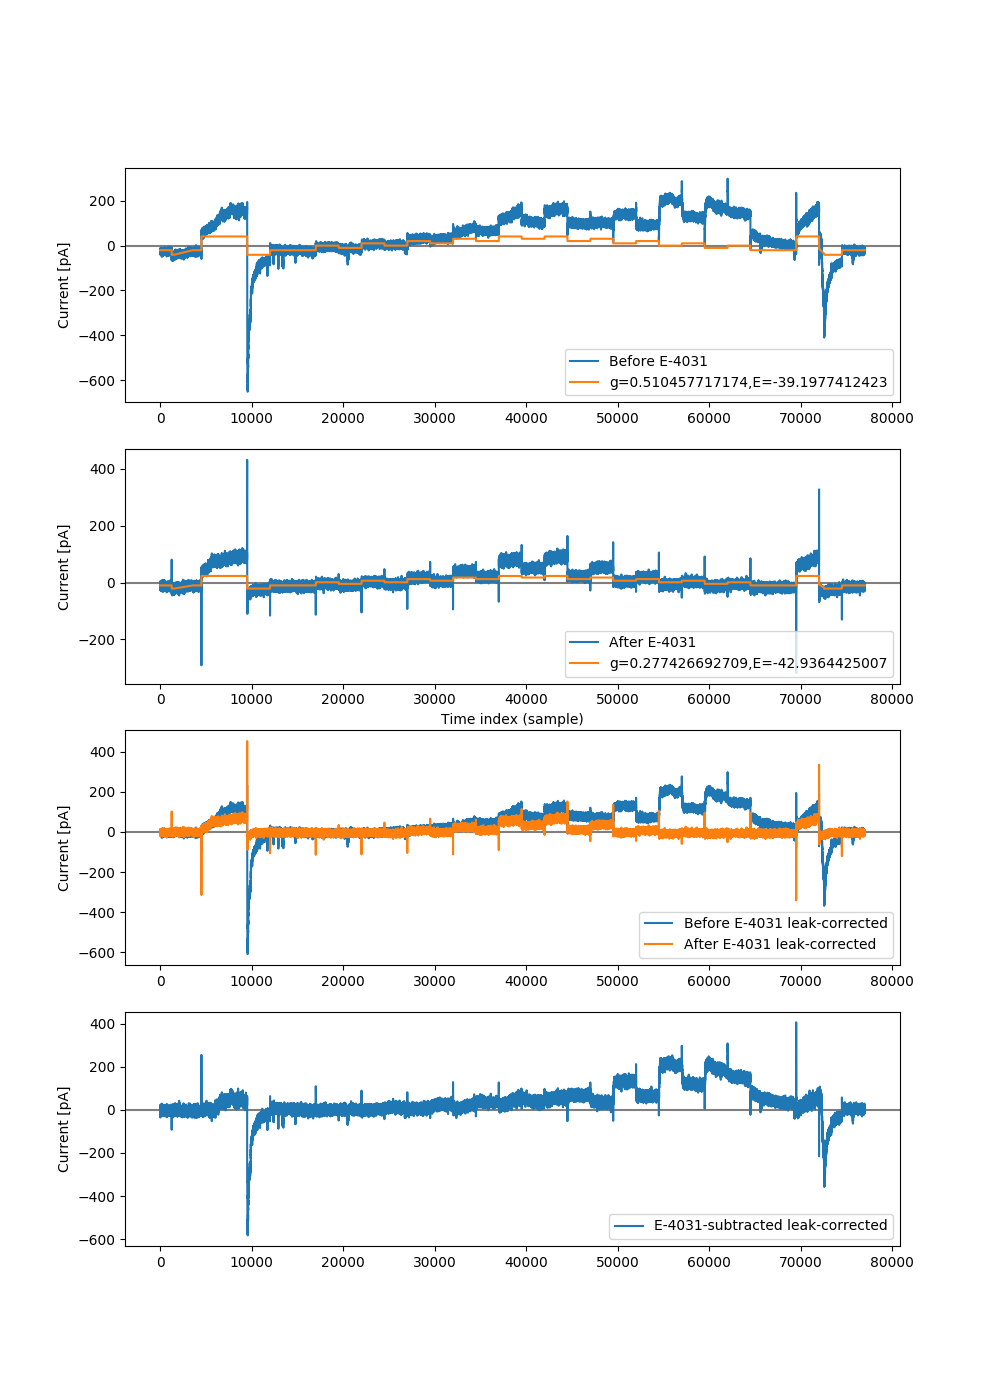 200
0
−200
−400
−600
Current [pA]
Before E-4031
g=0.510457717174,E=-39.1977412423
0 10000 20000 30000 40000 50000 60000 70000 80000
400
200
0
−200
Current [pA]
After E-4031
g=0.277426692709,E=-42.9364425007
0 10000 20000 30000 40000 50000 60000 70000 80000
Time index (sample)
400
200
0
−200
−400
−600
Current [pA]
Before E-4031 leak-corrected
After E-4031 leak-corrected
0 10000 20000 30000 40000 50000 60000 70000 80000
400
200
0
−200
−400
−600
Current [pA]
E-4031-subtracted leak-corrected
0 10000 20000 30000 40000 50000 60000 70000 80000